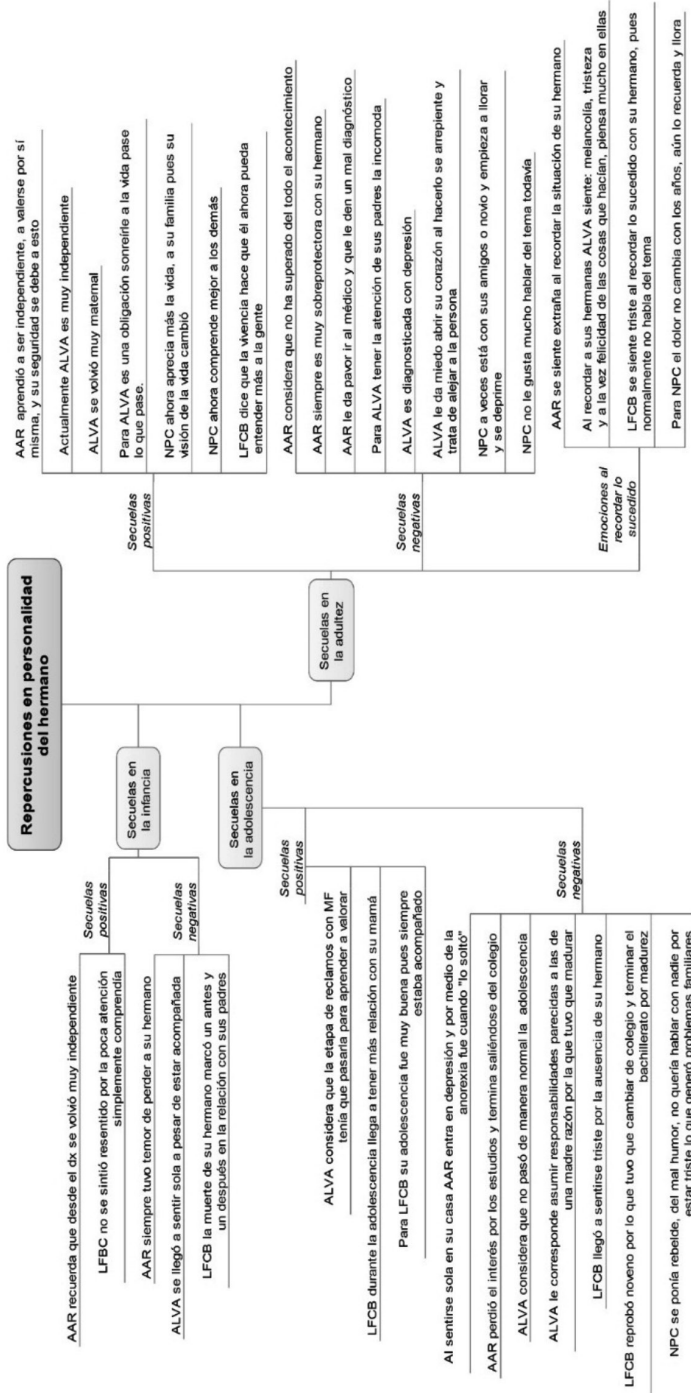 Repercusiones en personalidad
del hermano
Secuelas en
la infancia
Secuelas
positivas
AAR recuerda que desde el dx se volvió muy independiente
LFBC no se sintió resentido por la poca atención
simplemente comprendía
Secuelas
negativas
AAR siempre tuvo temor de perder a su hermano
ALVA se llegó a sentir sola a pesar de estar acompañada
LFCB la muerte de su hermano marcó un antes y
un después en la relación con sus padres
Secuelas en
la adolescencia
Secuelas
positivas
ALVA considera que la etapa de reclamos con MF
tenía que pasarla para aprender a valorar
LFCB durante la adolescencia llega a tener más relación con su mamá
Para LFCB su adolescencia fue muy buena pues siempre
estaba acompañado
Secuelas
negativas
Al sentirse sola en su casa AAR entra en depresión y por medio de la
anorexia fue cuando "lo soltó"
AAR perdió el interés por los estudios y termina saliéndose del colegio
ALVA considera que no pasó de manera normal la adolescencia
ALVA le corresponde asumir responsabilidades parecidas a las de
una madre razón por la que tuvo que madurar
LFCB llegó a sentirse triste por la ausencia de su hermano
LFCB reprobó noveno por lo que tuvo que cambiar de colegio y terminar el
bachillerato por madurez
NPC se ponía rebelde, del mal humor, no quería hablar con nadie por
estar triste lo que generó problemas familiares
Secuelas en
la adultez
Secuelas
positivas
AAR aprendió a ser independiente, a valerse por sí
misma, y su seguridad se debe a esto
Actualmente ALVA es muy independiente
ALVA se volvió muy maternal
Para ALVA es una obligación sonreirle a la vida pase
lo que pase.
NPC ahora aprecia más la vida, a su familia pues su
visión de la vida cambió
NPC ahora comprende mejor a los demás
LFCB dice que la vivencia hace que él ahora pueda
entender más a la gente
Secuelas
negativas
AAR considera que no ha superado del todo el acontecimiento
AAR siempre es muy sobreprotectora con su hermano
AAR le da pavor ir al médico y que le den un mal diagnóstico
Para ALVA tener la atención de sus padres la incomoda
ALVA es diagnosticada con depresión
ALVA le da miedo abrir su corazón al hacerlo se arrepiente y
trata de alejar a la persona
NPC a veces está con sus amigos o novio y empieza a llorar
y se deprime
NPC no le gusta mucho hablar del tema todavía
Emociones al
recordar lo
sucedido
AAR se siente extraña al recordar la situación de su hermano
Al recordar a sus hermanas ALVA siente: melancolía, tristeza
y a la vez felicidad de las cosas que hacían, piensa mucho en ellas
LFCB se siente triste al recordar lo sucedido con su hermano, pues
normalmente no habla del tema
Para NPC el dolor no cambia con los años, aún lo recuerda y llora